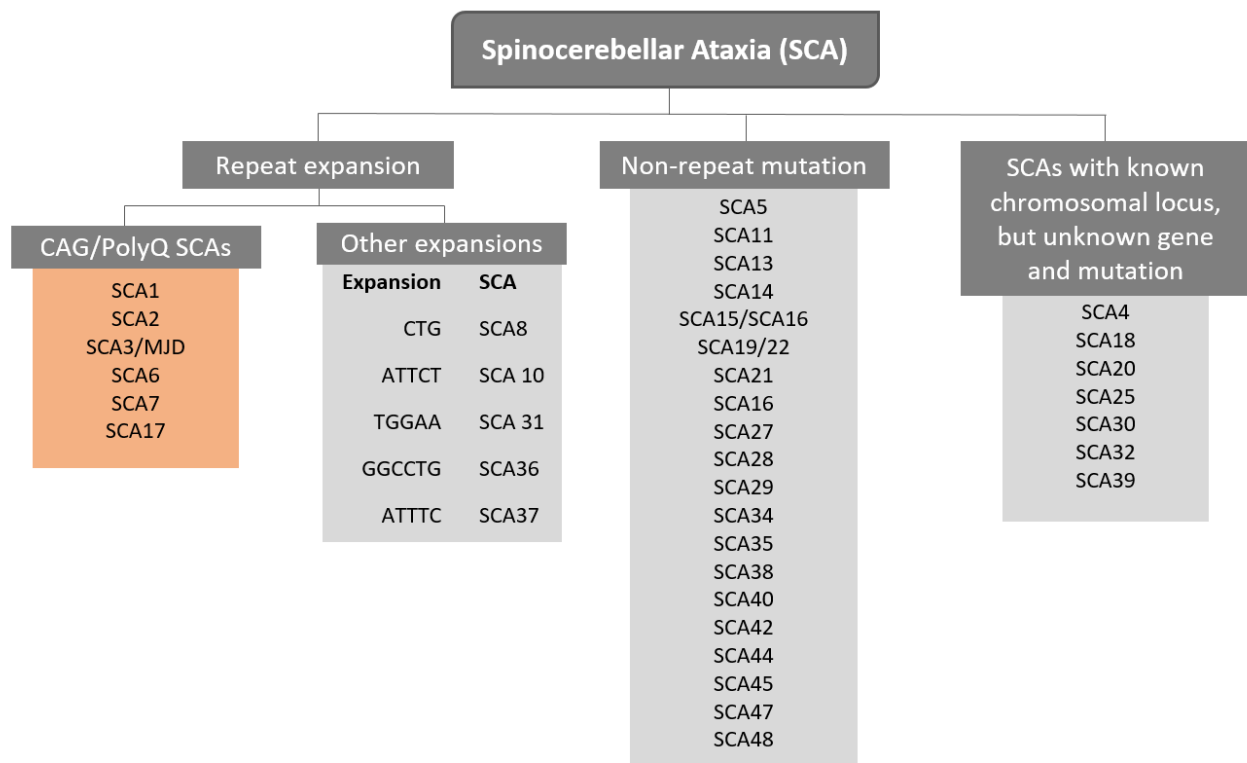 Spinocerebellar Ataxia (SCA)
Repeat expansion
CAG/PolyQ SCAs
SCA1
SCA2
SCA3/MJD
SCA6
SCA7
SCA17
Other expansions
Expansion SCA
CTG SCA8
ATTCT SCA 10
TGGAA SCA 31
GGCCTG SCA36
ATTTC SCA37
Non-repeat mutation
SCA5
SCA11
SCA13
SCA14
SCA15/SCA16
SCA19/22
SCA21
SCA16
SCA27
SCA28
SCA29
SCA34
SCA35
SCA38
SCA40
SCA42
SCA44
SCA45
SCA47
SCA48
SCAs with known
chromosomal locus,
but unknown gene
and mutation
SCA4
SCA18
SCA20
SCA25
SCA30
SCA32
SCA39